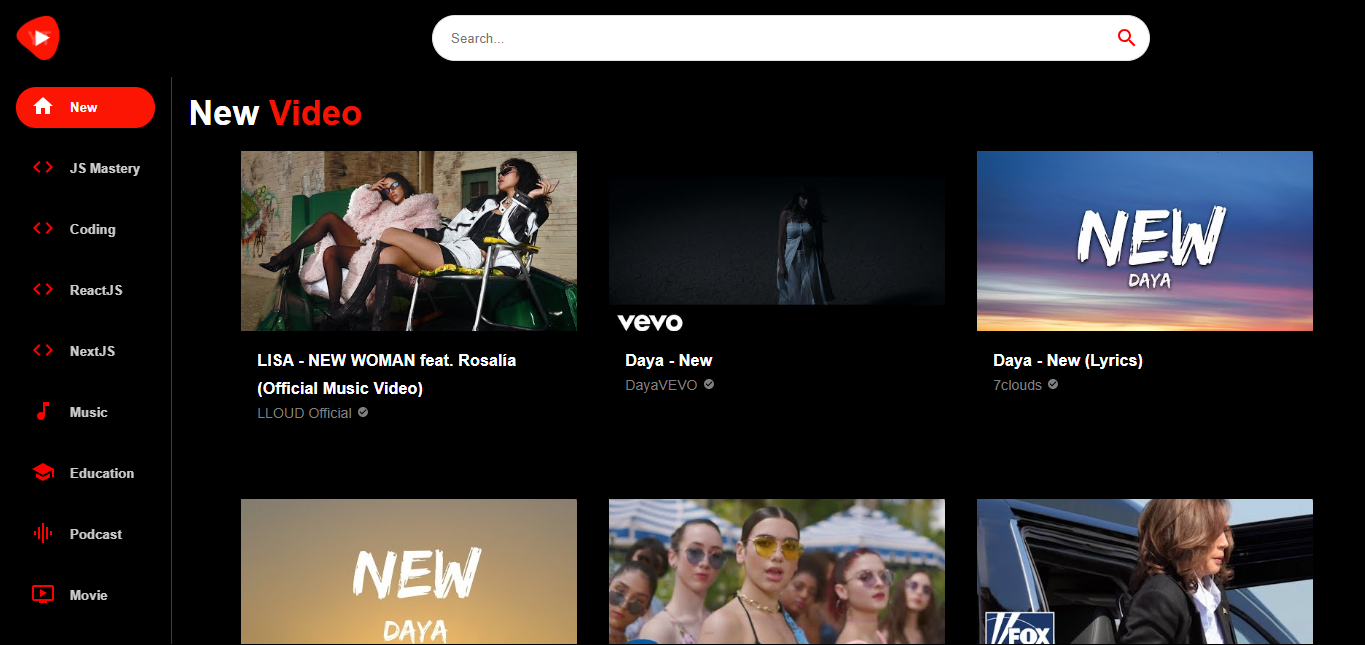 Search...
New
JS Mastery
Coding
ReactJS
NextJS
Music
Education
Podcast
Movie
New Video
vevo
NEW
DAYA
LISA - NEW WOMAN feat. Rosalía
(Official Music Video)
LLOUD Official
Daya - New
DayaVEVO
Daya - New (Lyrics)
7clouds
NEW
DAYA
FOX